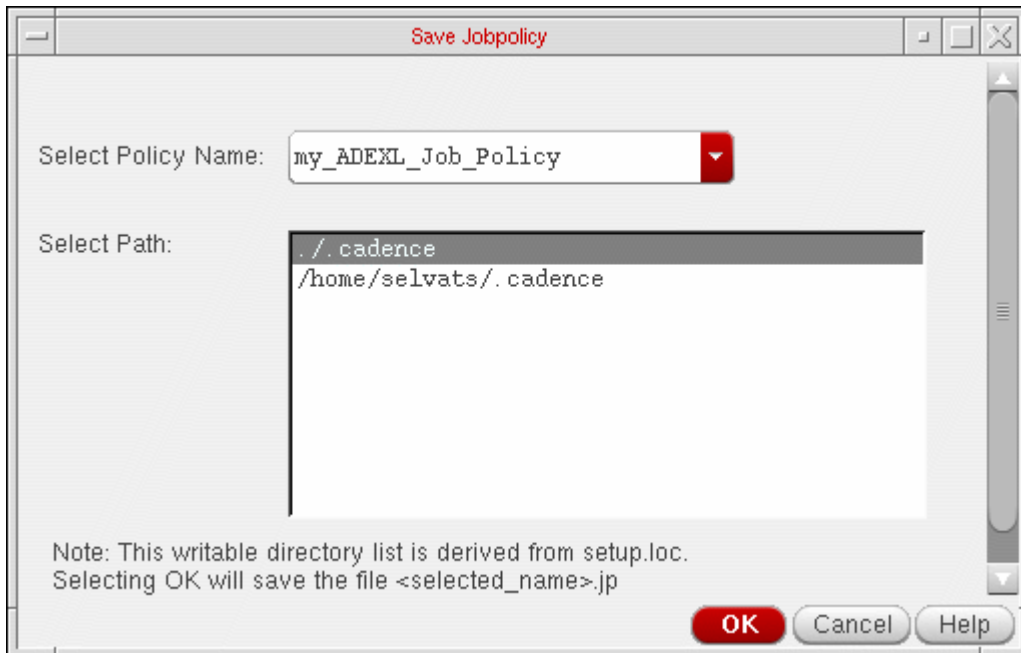 Save Jobpolicy
Select Policy Name: my_ADEXL_Job_Policy
Select Path:
./.cadence
/home/selvats/.cadence
Note: This writable directory list is derived from setup.loc.
Selecting OK will save the file <selected_name>.jp
OK Cancel Help